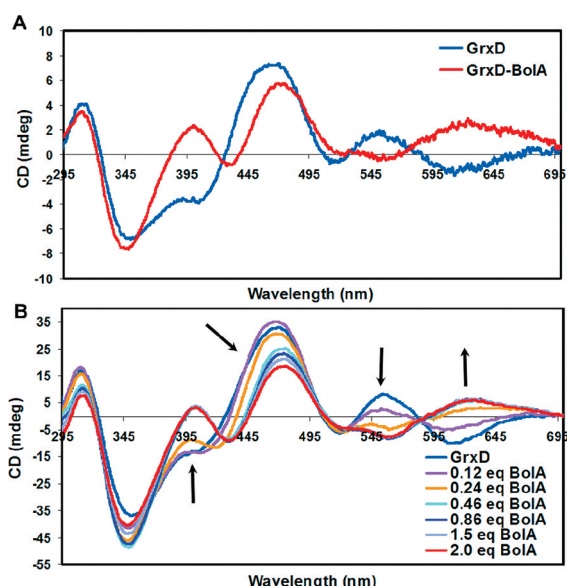 A
10
8
6
4
2
0
-2
-4
-6
-8
-10
CD (mdeg)
GrxD
GrxD-BolA
295 345 395 445 495 545 595 645 695
Wavelength (nm)
B
35
25
15
5
-5
-15
-25
-35
-45
-55
CD (mdeg)
295 345 395 445 495 545 595 645 695
GrxD
0.12 eq BolA
0.24 eq BolA
0.46 eq BolA
0.86 eq BolA
1.5 eq BolA
2.0 eq BolA
Wavelength (nm)